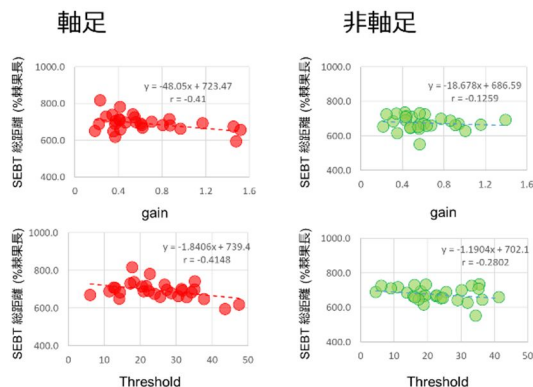 軸足
非軸足
SEBT 総距離 (%棘果長)
1000.0
800.0
600.0
400.0
y = -48.05x + 723.47
r = -0.41
0
0.4
0.8
1.2
1.6
gain
SEBT 総距離 (%棘果長)
1000.0
800.0
600.0
400.0
y = -18.678x + 686.59
r = -0.1259
0
0.4
0.8
1.2
1.6
gain
SEBT 総距離 (%棘果長)
1000.0
800.0
600.0
400.0
y = -1.8406x + 739.4
r = -0.4148
0
10
20
30
40
50
Threshold
SEBT 総距離 (%棘果長)
1000.0
800.0
600.0
400.0
y = -1.1904x + 702.1
r = -0.2802
0
10
20
30
40
50
Threshold